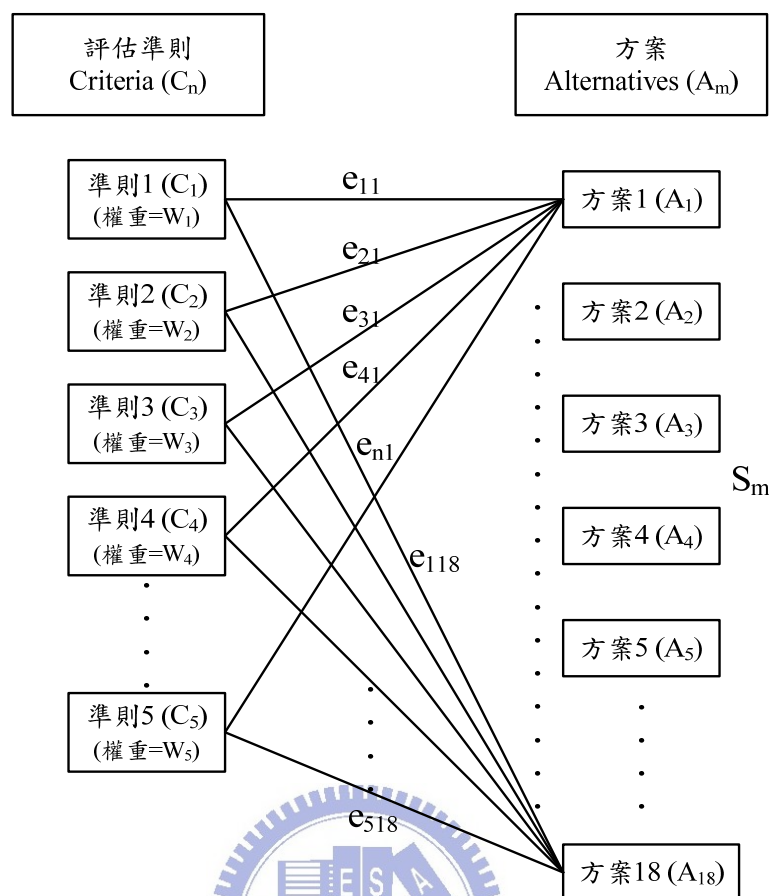 評估準則
Criteria (Cn)
方案
Alternatives (Am)
準則1 (C1)
(權重=W1)
e11
方案1 (A1)
e21
準則2 (C2)
(權重=W2)
e31
方案2 (A2)
e41
準則3 (C3)
(權重=W3)
en1
方案3 (A3)
Sm
準則4 (C4)
(權重=W4)
e118
方案4 (A4)
方案5 (A5)
準則5 (C5)
(權重=W5)
e518
方案18 (A18)
E S A